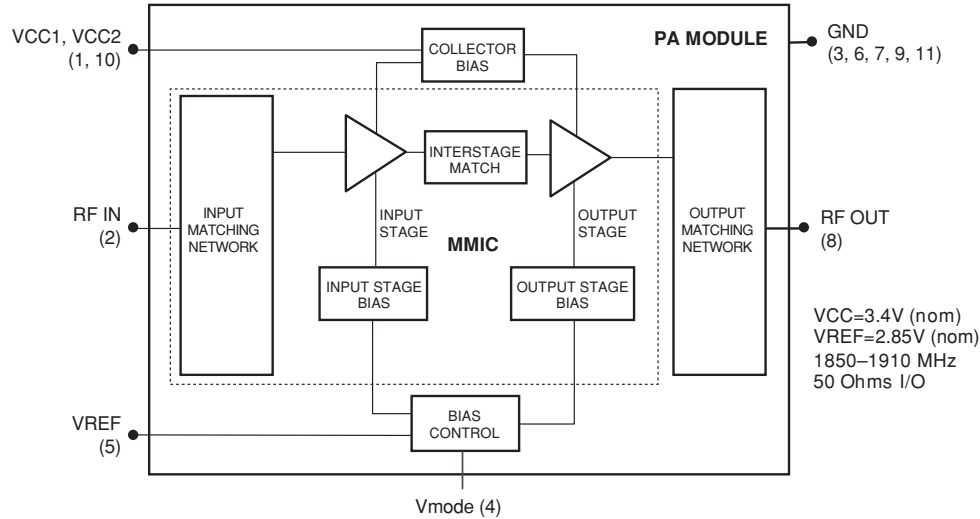 VCC1, VCC2
(1, 10)
COLLECTOR
BIAS
PA MODULE
GND
(3, 6, 7, 9, 11)
INTERSTAGE
MATCH
RF IN
(2)
INPUT
MATCHING
NETWORK
INPUT
STAGE
MMIC
OUTPUT
STAGE
OUTPUT
MATCHING
NETWORK
RF OUT
(8)
INPUT STAGE
BIAS
OUTPUT STAGE
BIAS
VCC=3.4V (nom)
VREF=2.85V (nom)
1850–1910 MHz
50 Ohms I/O
VREF
(5)
BIAS
CONTROL
Vmode (4)